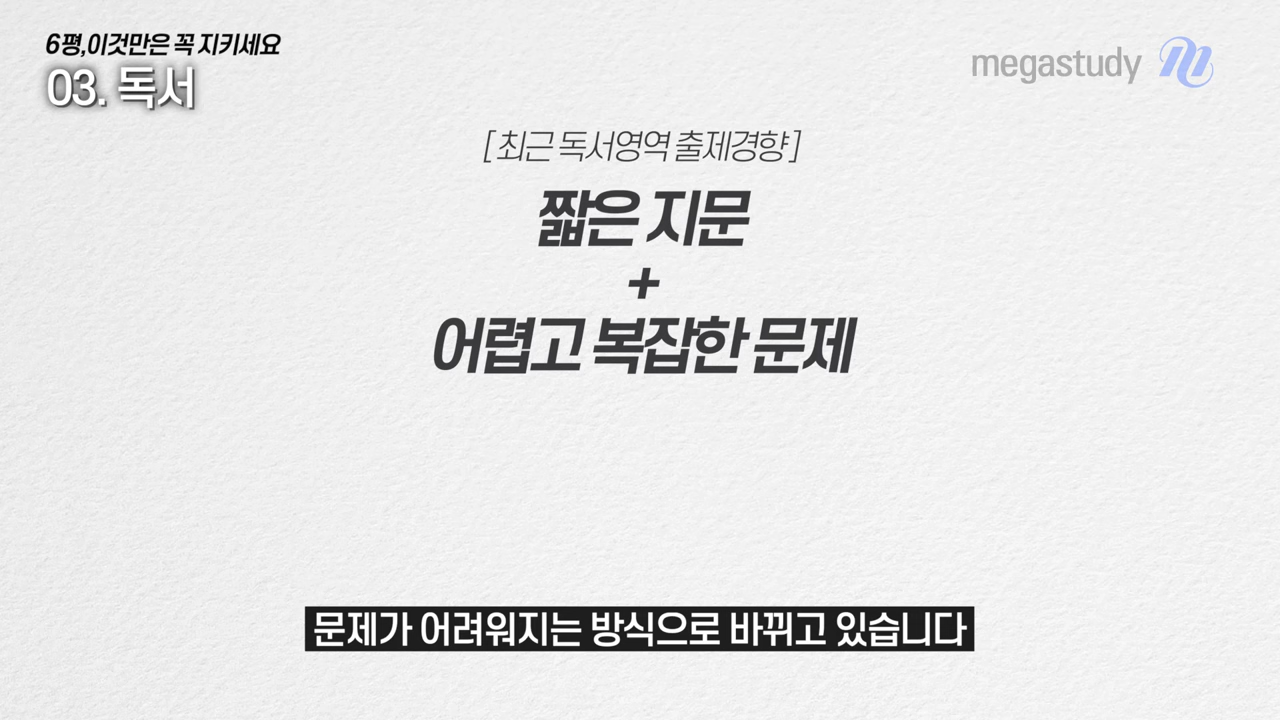 6평,이것만은 꼭 지키세요
03. 독서
megastudy
[최근 독서영역 출제경향]
짧은 지문
+
어렵고 복잡한 문제
문제가 어려워지는 방식으로 바뀌고 있습니다